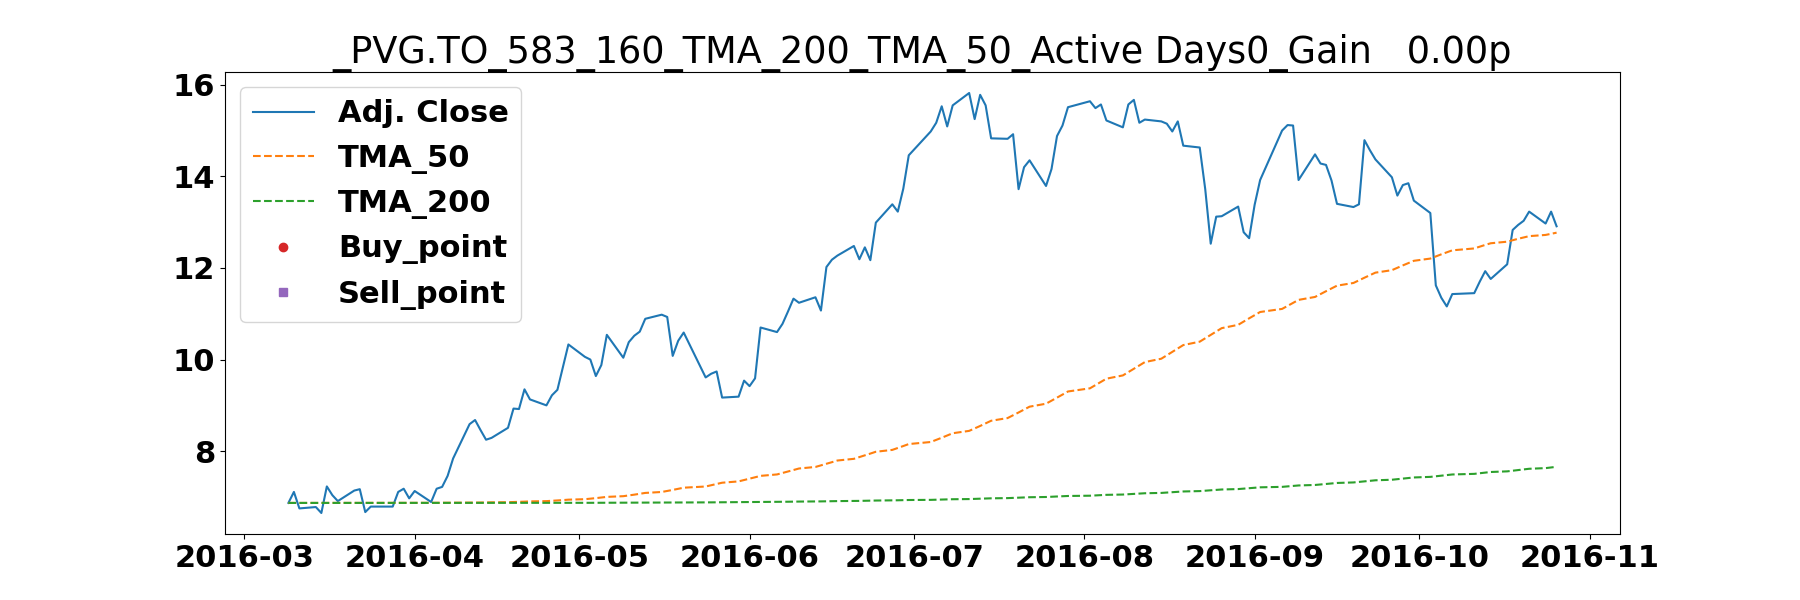 _PVG.TO_583_160_TMA_200_TMA_50_Active Days0_Gain   0.00p
16
14
12
10
8
Adj. Close
TMA_50
TMA_200
Buy_point
Sell_point
2016-03 2016-04 2016-05 2016-06 2016-07 2016-08 2016-09 2016-10 2016-11